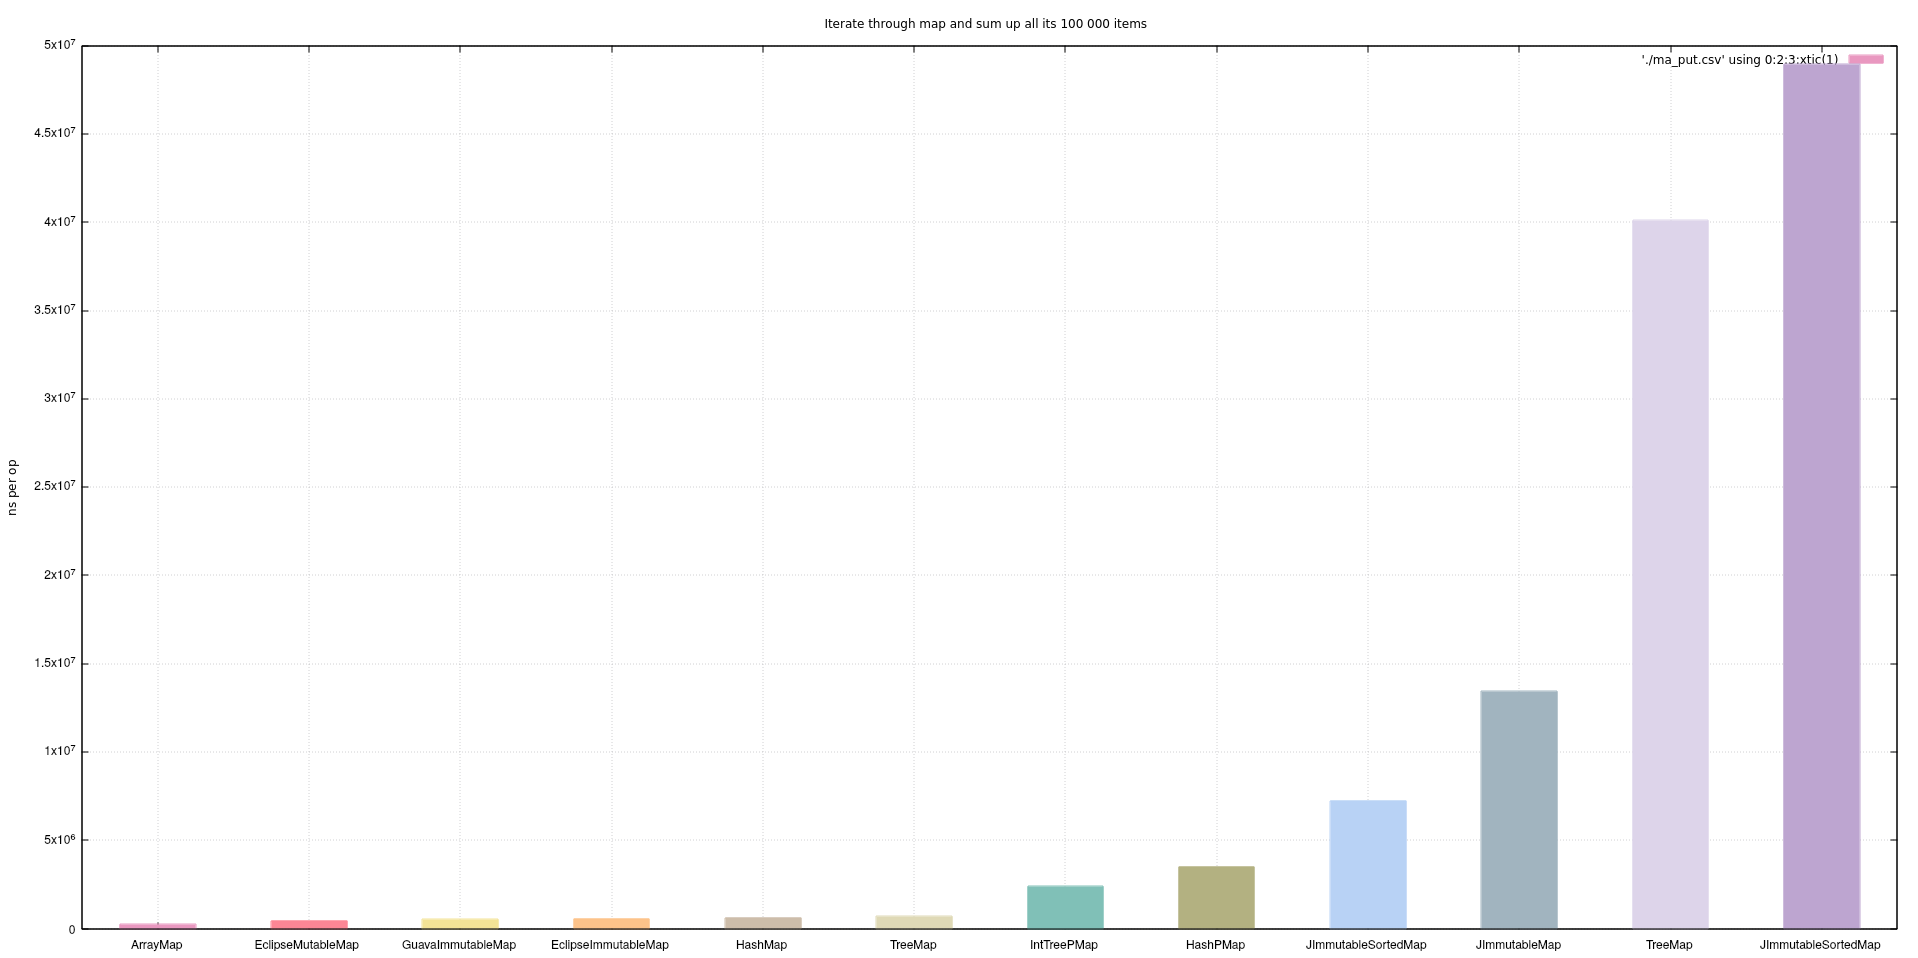 Iterate through map and sum up all its 100 000 items
'./ma_put.csv' using 0:2:3:xtic(1)
ns per op
5x10⁷
4.5x10⁷
4x10⁷
3.5x10⁷
3x10⁷
2.5x10⁷
2x10⁷
1.5x10⁷
1x10⁷
5x10⁶
0
ArrayMap
EclipseMutableMap
GuavaImmutableMap
EclipseImmutableMap
HashMap
TreeMap
IntTreePMap
HashPMap
JImmutableSortedMap
JImmutableMap
TreeMap
JImmutableSortedMap